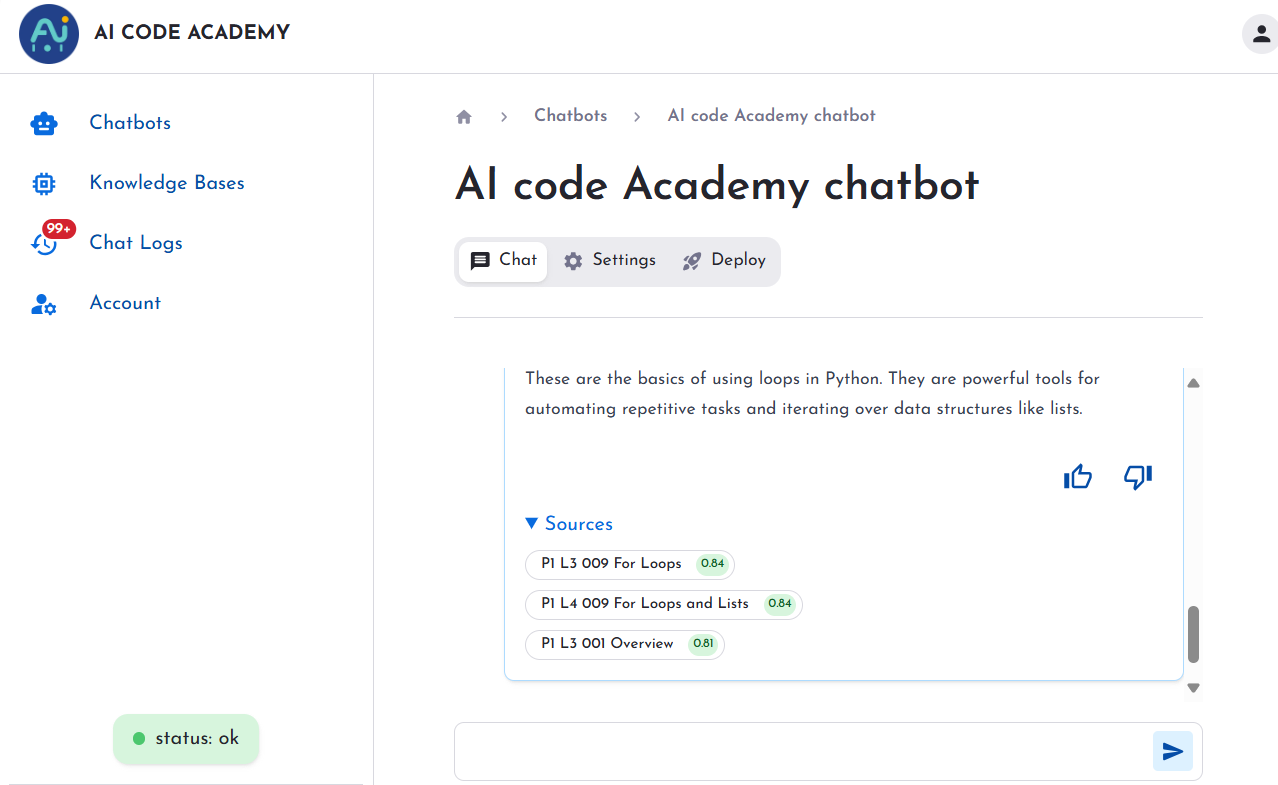 Ai
AI CODE ACADEMY
Chatbots
Knowledge Bases
99+
Chat Logs
Account
status: ok
Chatbots
AI code Academy chatbot
AI code Academy chatbot
Chat
Settings
Deploy
These are the basics of using loops in Python. They are powerful tools for
automating repetitive tasks and iterating over data structures like lists.
Sources
P1 L3 009 For Loops 0.84
P1 L4 009 For Loops and Lists 0.84
P1 L3 001 Overview 0.81